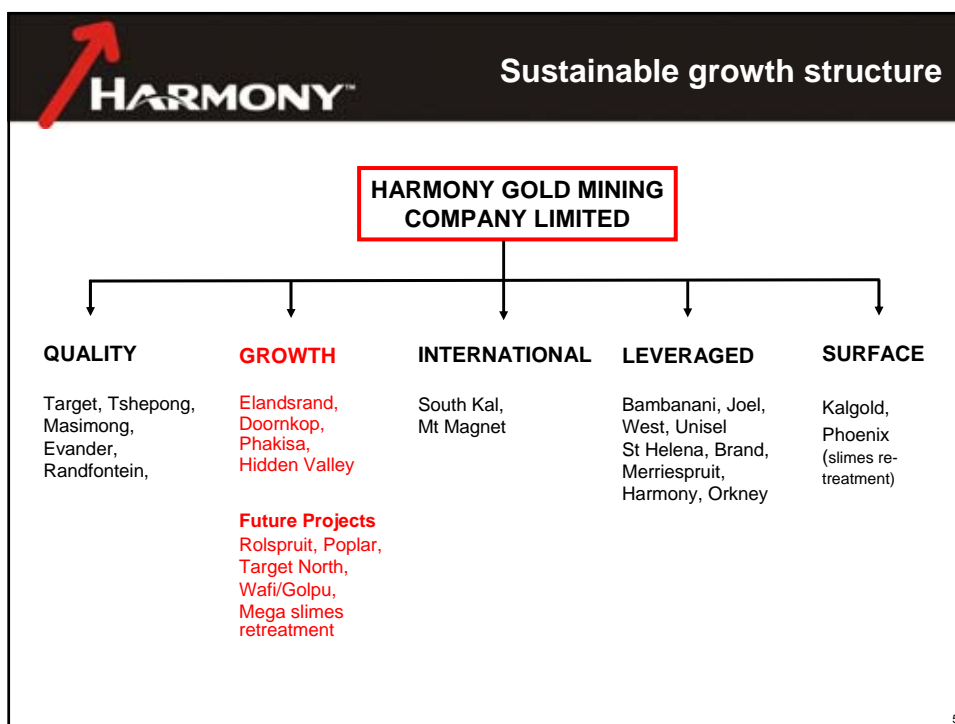 HARMONY™
Sustainable growth structure
HARMONY GOLD MINING
COMPANY LIMITED
QUALITY
Target, Tshepong,
Masimong,
Evander,
Randfontein,
GROWTH
Elandsrand,
Doornkop,
Phakisa,
Hidden Valley
Future Projects
Rolspruit, Poplar,
Target North,
Wafi/Golpu,
Mega slimes
retreatment
INTERNATIONAL
South Kal,
Mt Magnet
LEVERAGED
Bambanani, Joel,
West, Unisel
St Helena, Brand,
Merriespruit,
Harmony, Orkney
SURFACE
Kalgold,
Phoenix
(slimes re-
treatment)